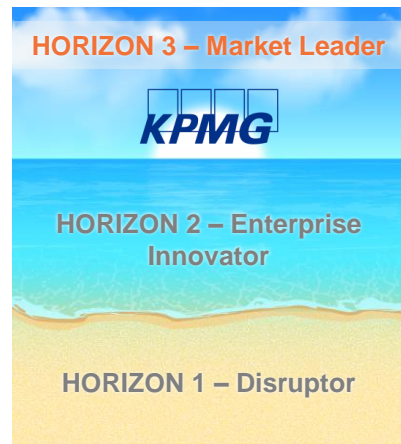 HORIZON 3 – Market Leader
KPMG
HORIZON 2 – Enterprise
Innovator
HORIZON 1 – Disruptor